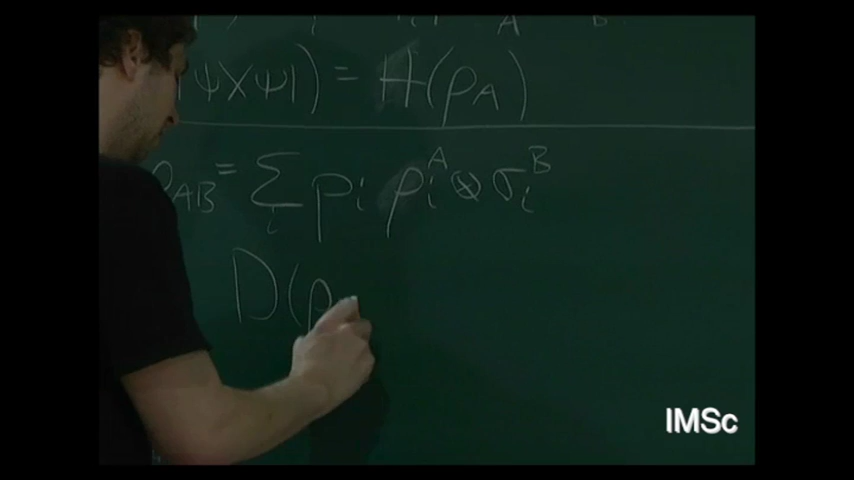 A B
|ψ⟩⟨ψ|) = H(ρ_A)
ρ_AB = Σ_i p_i ρ_i^A ⊗ σ_i^B
D(ρ
IMSc